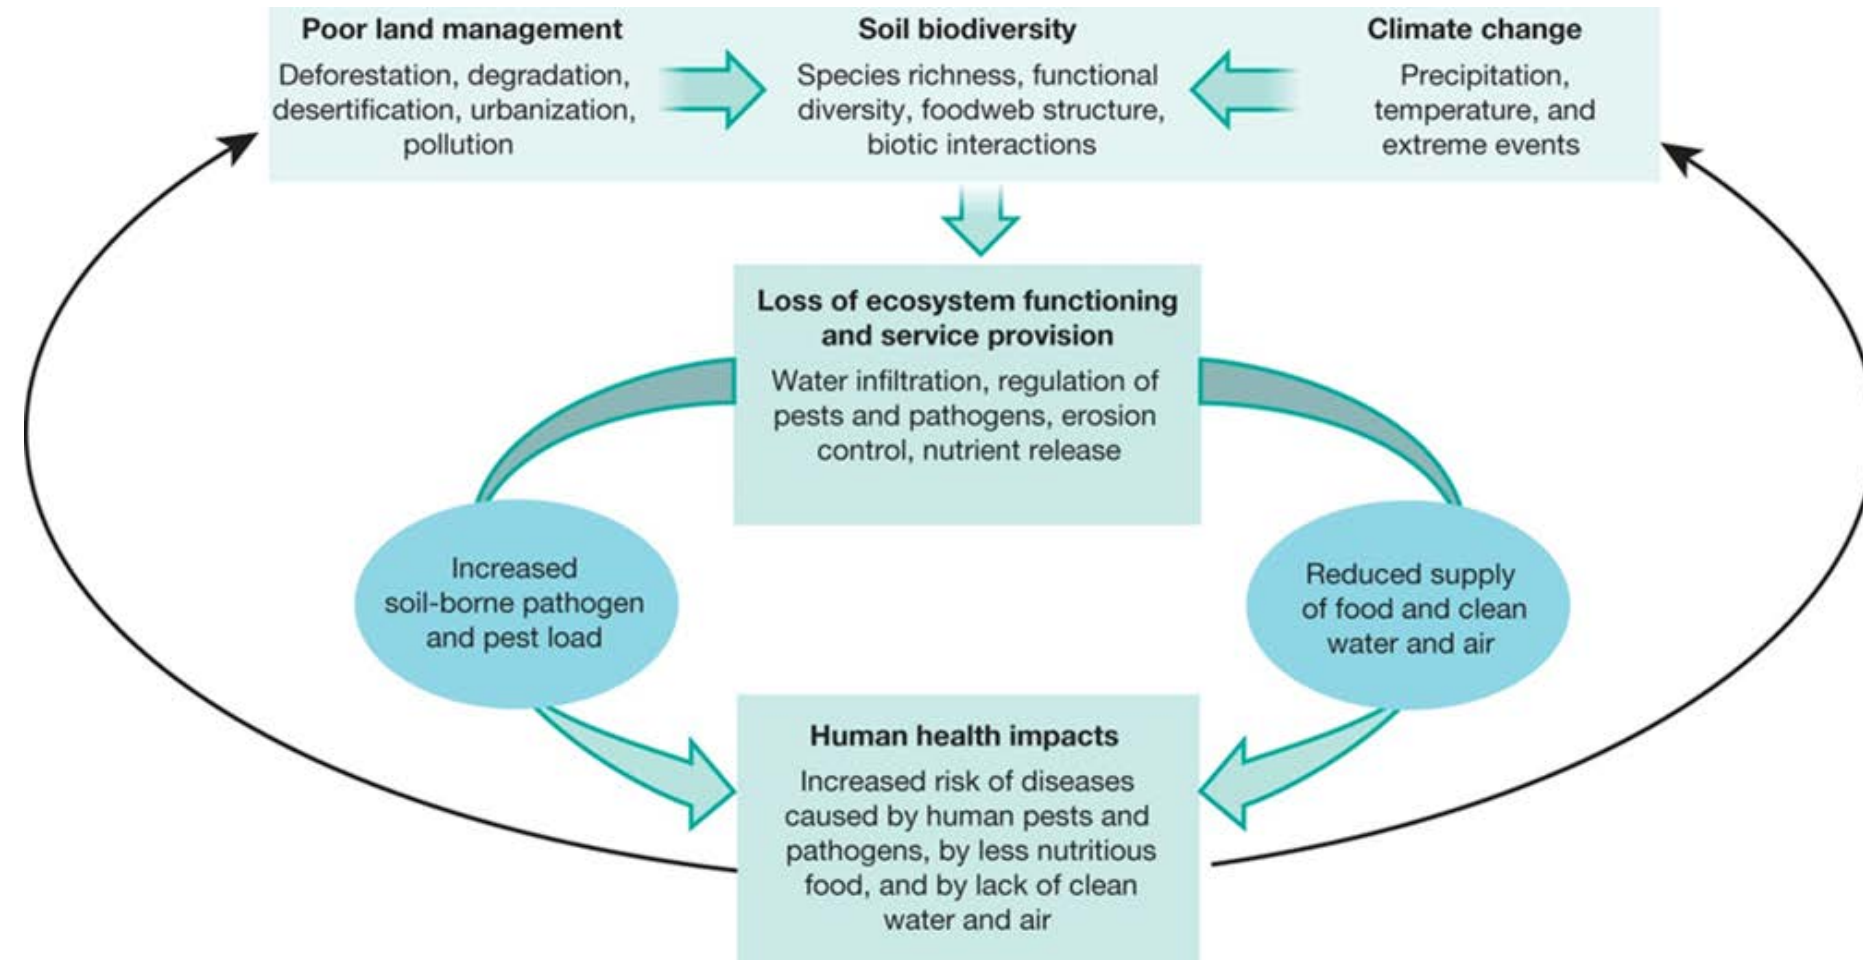 Poor land management
Deforestation, degradation,
desertification, urbanization,
pollution
Soil biodiversity
Species richness, functional
diversity, foodweb structure,
biotic interactions
Climate change
Precipitation,
temperature, and
extreme events
Loss of ecosystem functioning
and service provision
Water infiltration, regulation of
pests and pathogens, erosion
control, nutrient release
Increased
soil-borne pathogen
and pest load
Reduced supply
of food and clean
water and air
Human health impacts
Increased risk of diseases
caused by human pests and
pathogens, by less nutritious
food, and by lack of clean
water and air